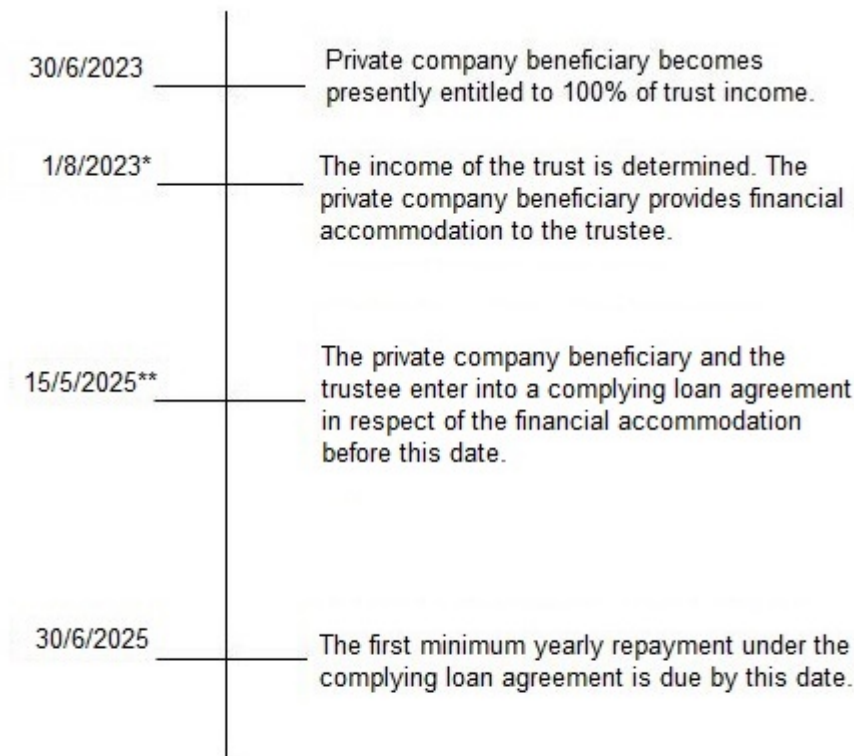 30/6/2023
Private company beneficiary becomes
presently entitled to 100% of trust income.
1/8/2023*
The income of the trust is determined. The
private company beneficiary provides financial
accommodation to the trustee.
15/5/2025**
The private company beneficiary and the
trustee enter into a complying loan agreement
in respect of the financial accommodation
before this date.
30/6/2025
The first minimum yearly repayment under the
complying loan agreement is due by this date.